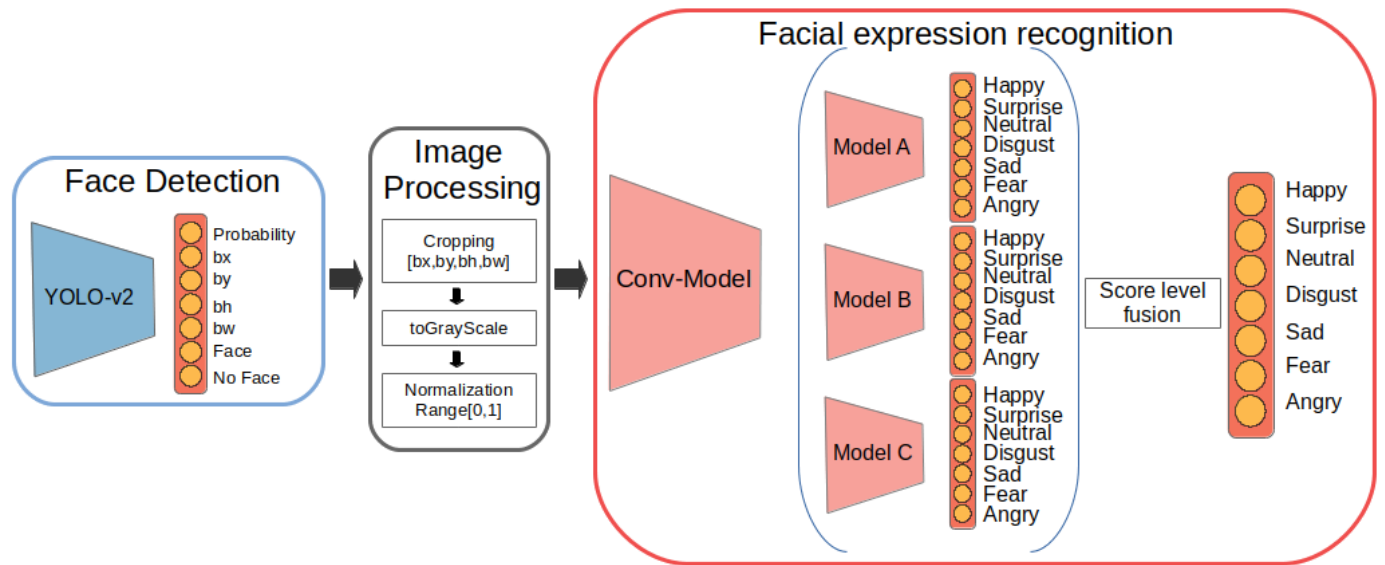 Face Detection
YOLO-v2
Probability
bx
by
bh
bw
Face
No Face
Image
Processing
Cropping
[bx,by,bh,bw]
toGrayScale
Normalization
Range[0,1]
Facial expression recognition
Conv-Model
Model A
Happy
Surprise
Neutral
Disgust
Sad
Fear
Angry
Model B
Happy
Surprise
Neutral
Disgust
Sad
Fear
Angry
Model C
Happy
Surprise
Neutral
Disgust
Sad
Fear
Angry
Score level
fusion
Happy
Surprise
Neutral
Disgust
Sad
Fear
Angry